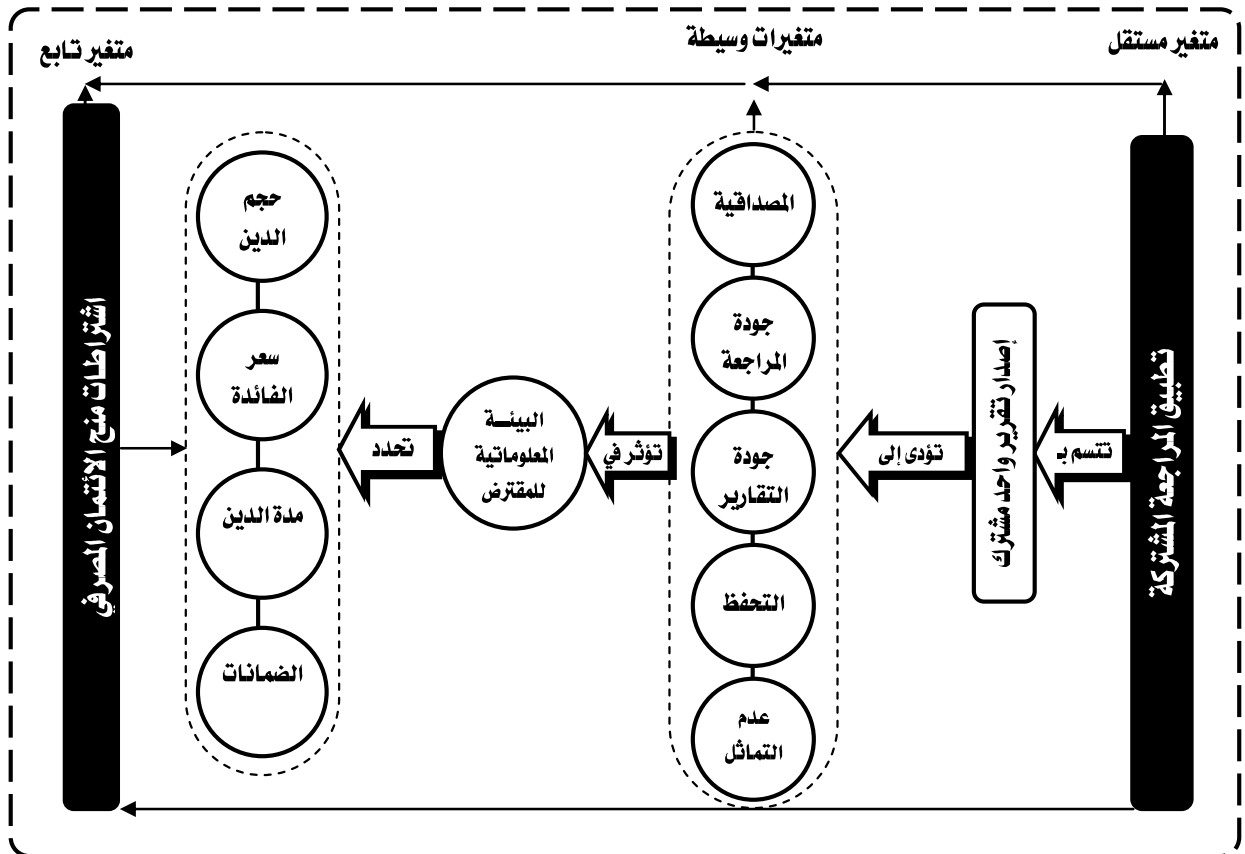 متغير مستقل
متغيرات وسيطة
متغير تابع
تطبيق المراجعة المشتركة
تتسم بـ
إصدار تقرير واحد مشترك
تؤدى إلى
المصداقية
جودة
المراجعة
جودة
التقارير
التحفظ
عدم
التماثل
تؤثر في
البيئــة
المعلوماتية
للمقترض
تحدد
حجم
الدين
سعر
الفائدة
مدة الدين
الضمانات
اشتراطات منح الائتمان المصرفي